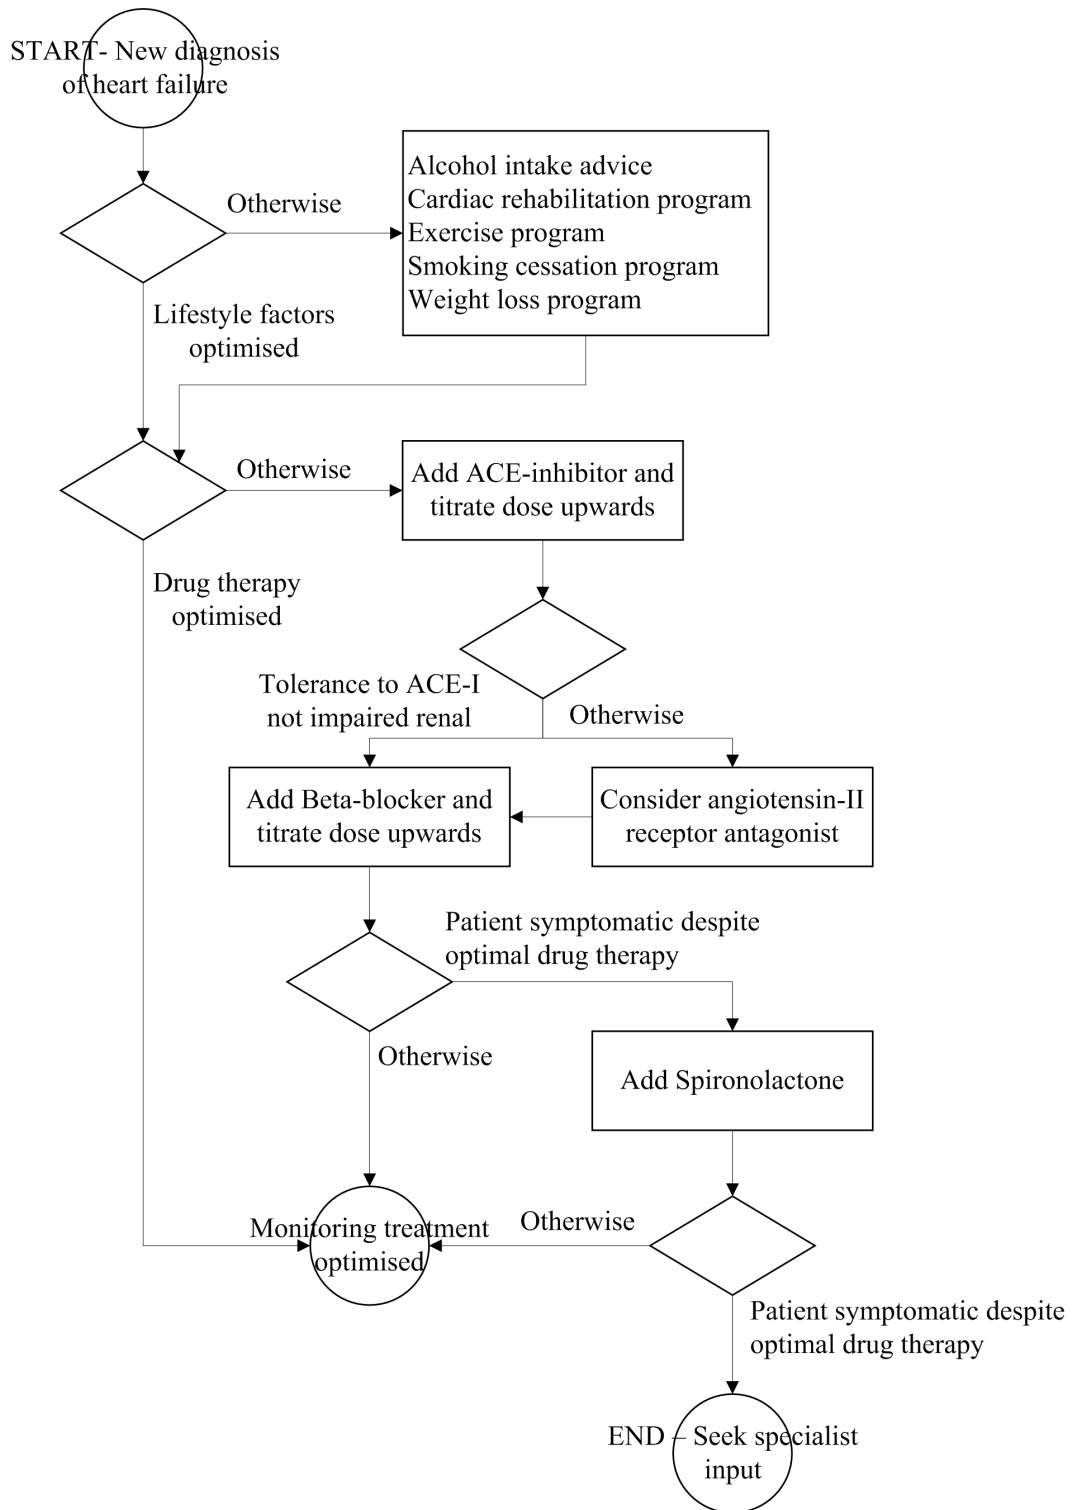 START- New diagnosis
of heart failure
Otherwise
Alcohol intake advice
Cardiac rehabilitation program
Exercise program
Smoking cessation program
Weight loss program
Lifestyle factors
optimised
Otherwise
Add ACE-inhibitor and
titrate dose upwards
Drug therapy
optimised
Tolerance to ACE-I
not impaired renal
Otherwise
Add Beta-blocker and
titrate dose upwards
Consider angiotensin-II
receptor antagonist
Patient symptomatic despite
optimal drug therapy
Otherwise
Add Spironolactone
Monitoring treatment
optimised
Otherwise
Patient symptomatic despite
optimal drug therapy
END – Seek specialist
input